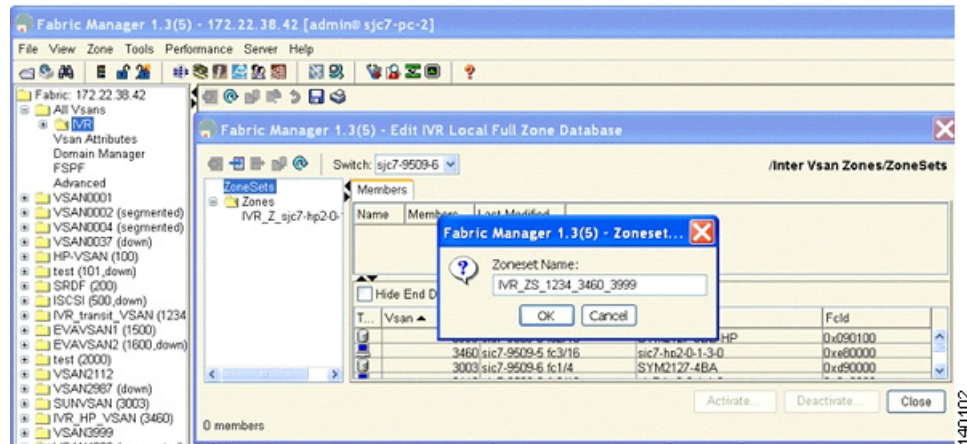 Fabric Manager 1.3(5) - 172.22.38.42 [admin@sjc7-pc-2]
File View Zone Tools Performance Server Help
Fabric: 172.22.38.42
All Vsans
IVR
Vsan Attributes
Domain Manager
FSPF
Advanced
VSAN0001
VSAN0002 (segmented)
VSAN0004 (segmented)
VSAN0037 (down)
HP-VSAN (100)
test (101,down)
SRDF (200)
ISCSI (500,down)
IVR_transit_VSAN (1234
EVAVSAN1 (1500)
EVAVSAN2 (1600,down)
test (2000)
VSAN2112
VSAN2987 (down)
SUNVSAN (3003)
IVR_HP_VSAN (3460)
VSAN3999
Fabric Manager 1.3(5) - Edit IVR Local Full Zone Database
Switch: sjc7-9509-6
/Inter Vsan Zones/ZoneSets
ZoneSets
Zones
IVR_Z_sjc7-hp2-0-
Members
Name Members Last Modified
Fabric Manager 1.3(5) - Zoneset...
Zoneset Name:
IVR_ZS_1234_3460_3999
OK Cancel
Hide End D
T... Vsan FcId
HP 0x090100
3460 sjc7-9509-5 fc3/16 sjc7-hp2-0-1-3-0 0xe80000
3003 sjc7-9509-5 fc1/4 SYM2127-4BA 0xd90000
Activate... Deactivate... Close
0 members
140102